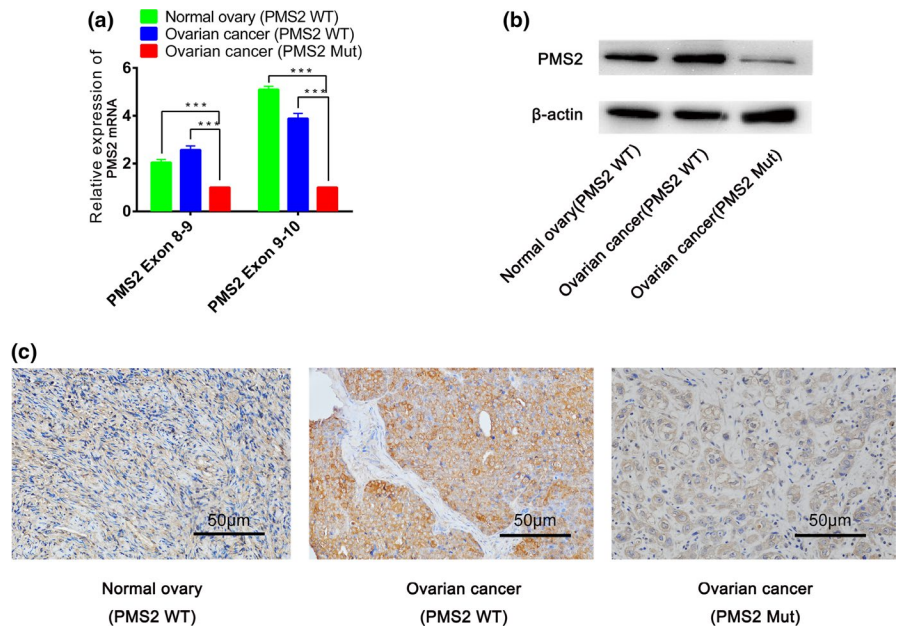 (a)
Normal ovary (PMS2 WT)
Ovarian cancer (PMS2 WT)
Ovarian cancer (PMS2 Mut)
Relative expression of
PMS2 mRNA
6
4
2
0
***
***
***
***
PMS2 Exon 8-9
PMS2 Exon 9-10
(b)
PMS2
β-actin
Normal ovary(PMS2 WT)
Ovarian cancer(PMS2 WT)
Ovarian cancer(PMS2 Mut)
(c)
50μm
50μm
50μm
Normal ovary
(PMS2 WT)
Ovarian cancer
(PMS2 WT)
Ovarian cancer
(PMS2 Mut)